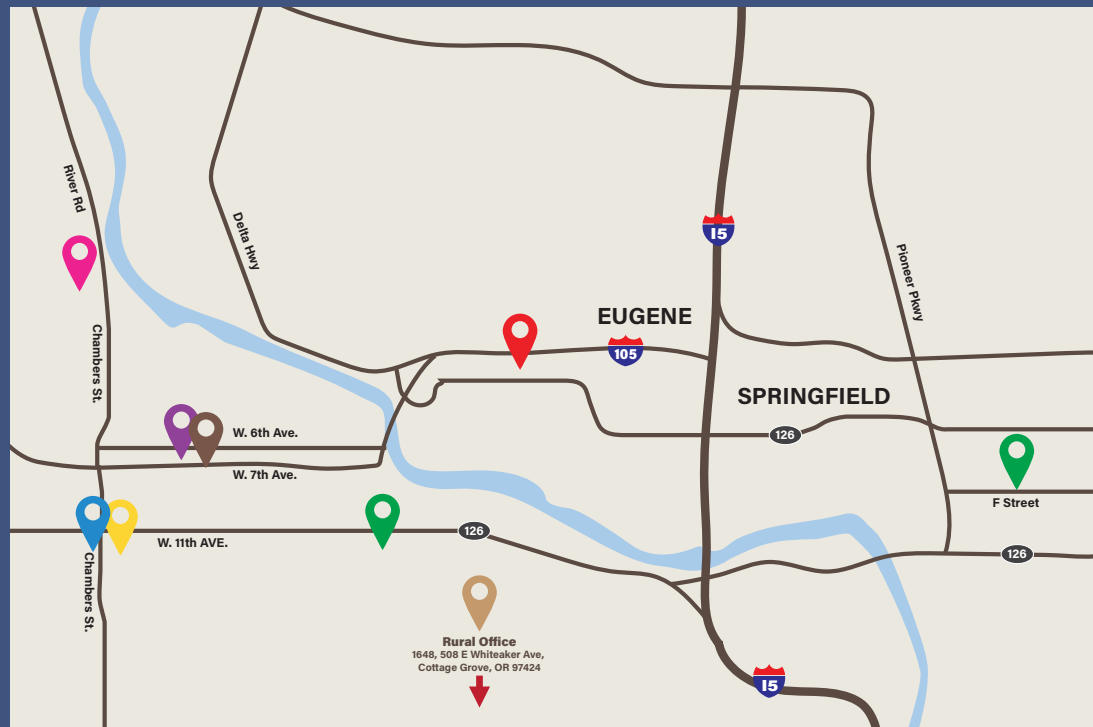 River Rd
Delta Hwy
I5
Pioneer Pkwy
EUGENE
105
Chambers St.
SPRINGFIELD
126
W. 6th Ave.
W. 7th Ave.
F Street
126
W. 11th AVE.
126
Chambers St.
Rural Office
1648, 508 E Whiteaker Ave,
Cottage Grove, OR 97424
I5